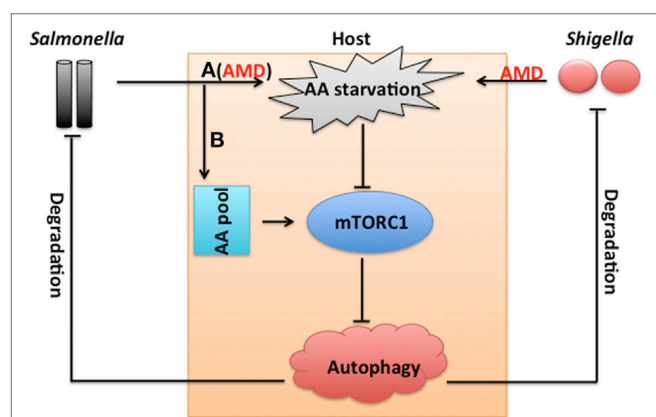 Salmonella
Host
Shigella
A(AMD)
AA starvation
AMD
B
AA pool
mTORC1
Degradation
Degradation
Autophagy